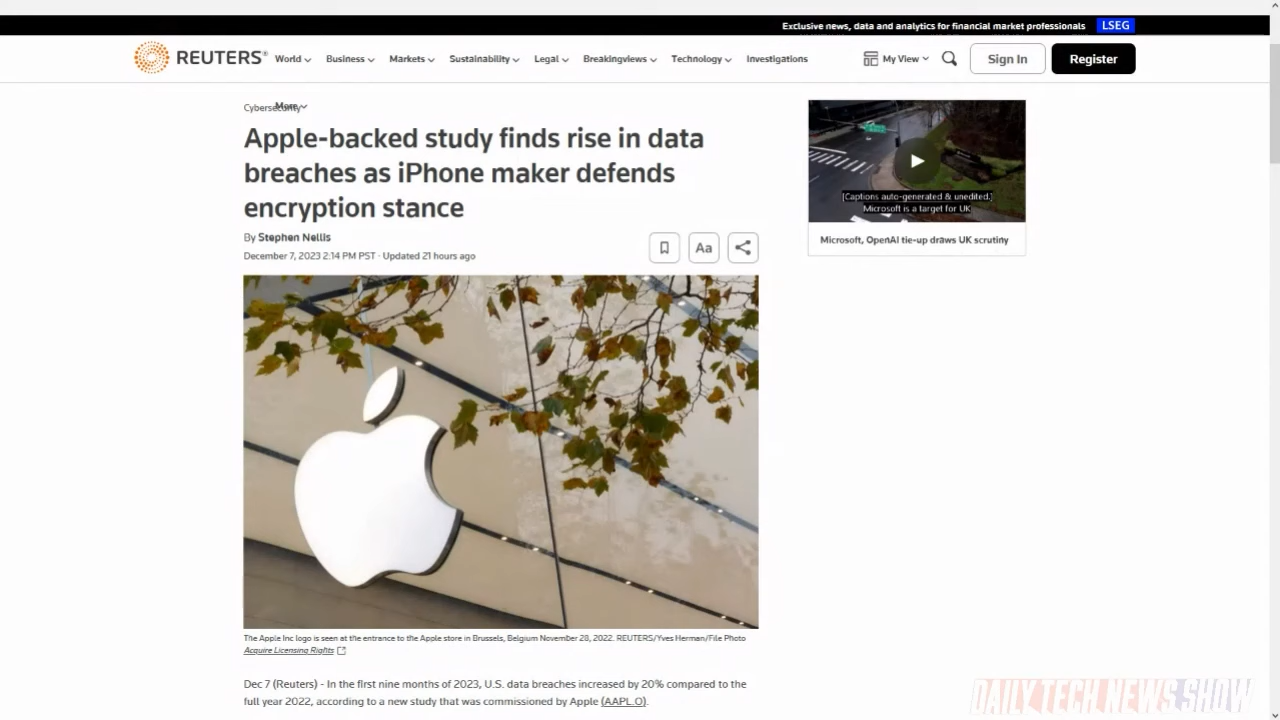 Exclusive news, data and analytics for financial market professionals LSEG
REUTERS® World Business Markets Sustainability Legal Breakingviews Technology Investigations My View Sign In Register
More
Cybersecurity
Apple-backed study finds rise in data
breaches as iPhone maker defends
encryption stance
By Stephen Nellis
December 7, 2023 2:14 PM PST · Updated 21 hours ago
Aa
[Captions auto-generated & unedited.]
Microsoft is a target for UK
Microsoft, OpenAI tie-up draws UK scrutiny
The Apple Inc logo is seen at the entrance to the Apple store in Brussels, Belgium November 28, 2022. REUTERS/Yves Herman/File Photo
Acquire Licensing Rights
Dec 7 (Reuters) - In the first nine months of 2023, U.S. data breaches increased by 20% compared to the
full year 2022, according to a new study that was commissioned by Apple (AAPL.O).
DAILY TECH NEWS SHOW